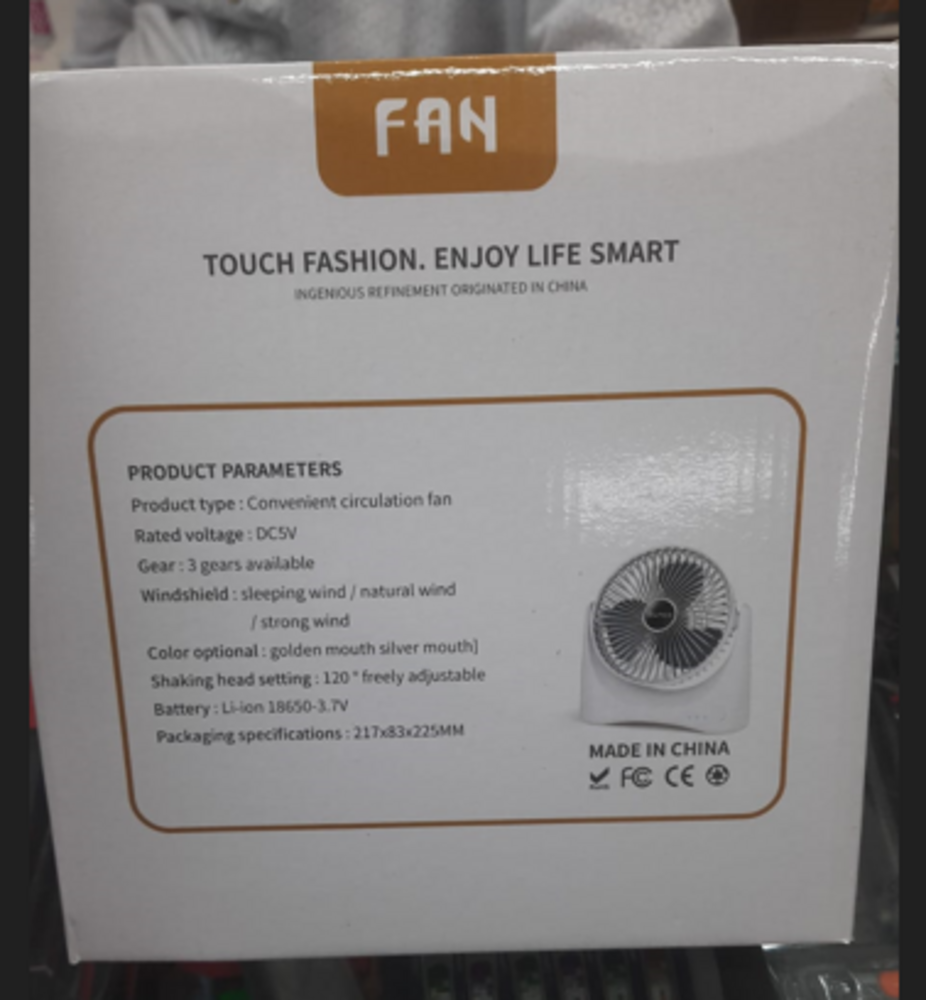 FAN
TOUCH FASHION. ENJOY LIFE SMART
INGENIOUS REFINEMENT ORIGINATED IN CHINA
PRODUCT PARAMETERS
Product type : Convenient circulation fan
Rated voltage : DC5V
Gear : 3 gears available
Windshield : sleeping wind / natural wind
/ strong wind
Color optional : golden mouth silver mouth]
Shaking head setting : 120 ° freely adjustable
Battery : Li-ion 18650-3.7V
Packaging specifications : 217x83x225MM
MADE IN CHINA
FC CE